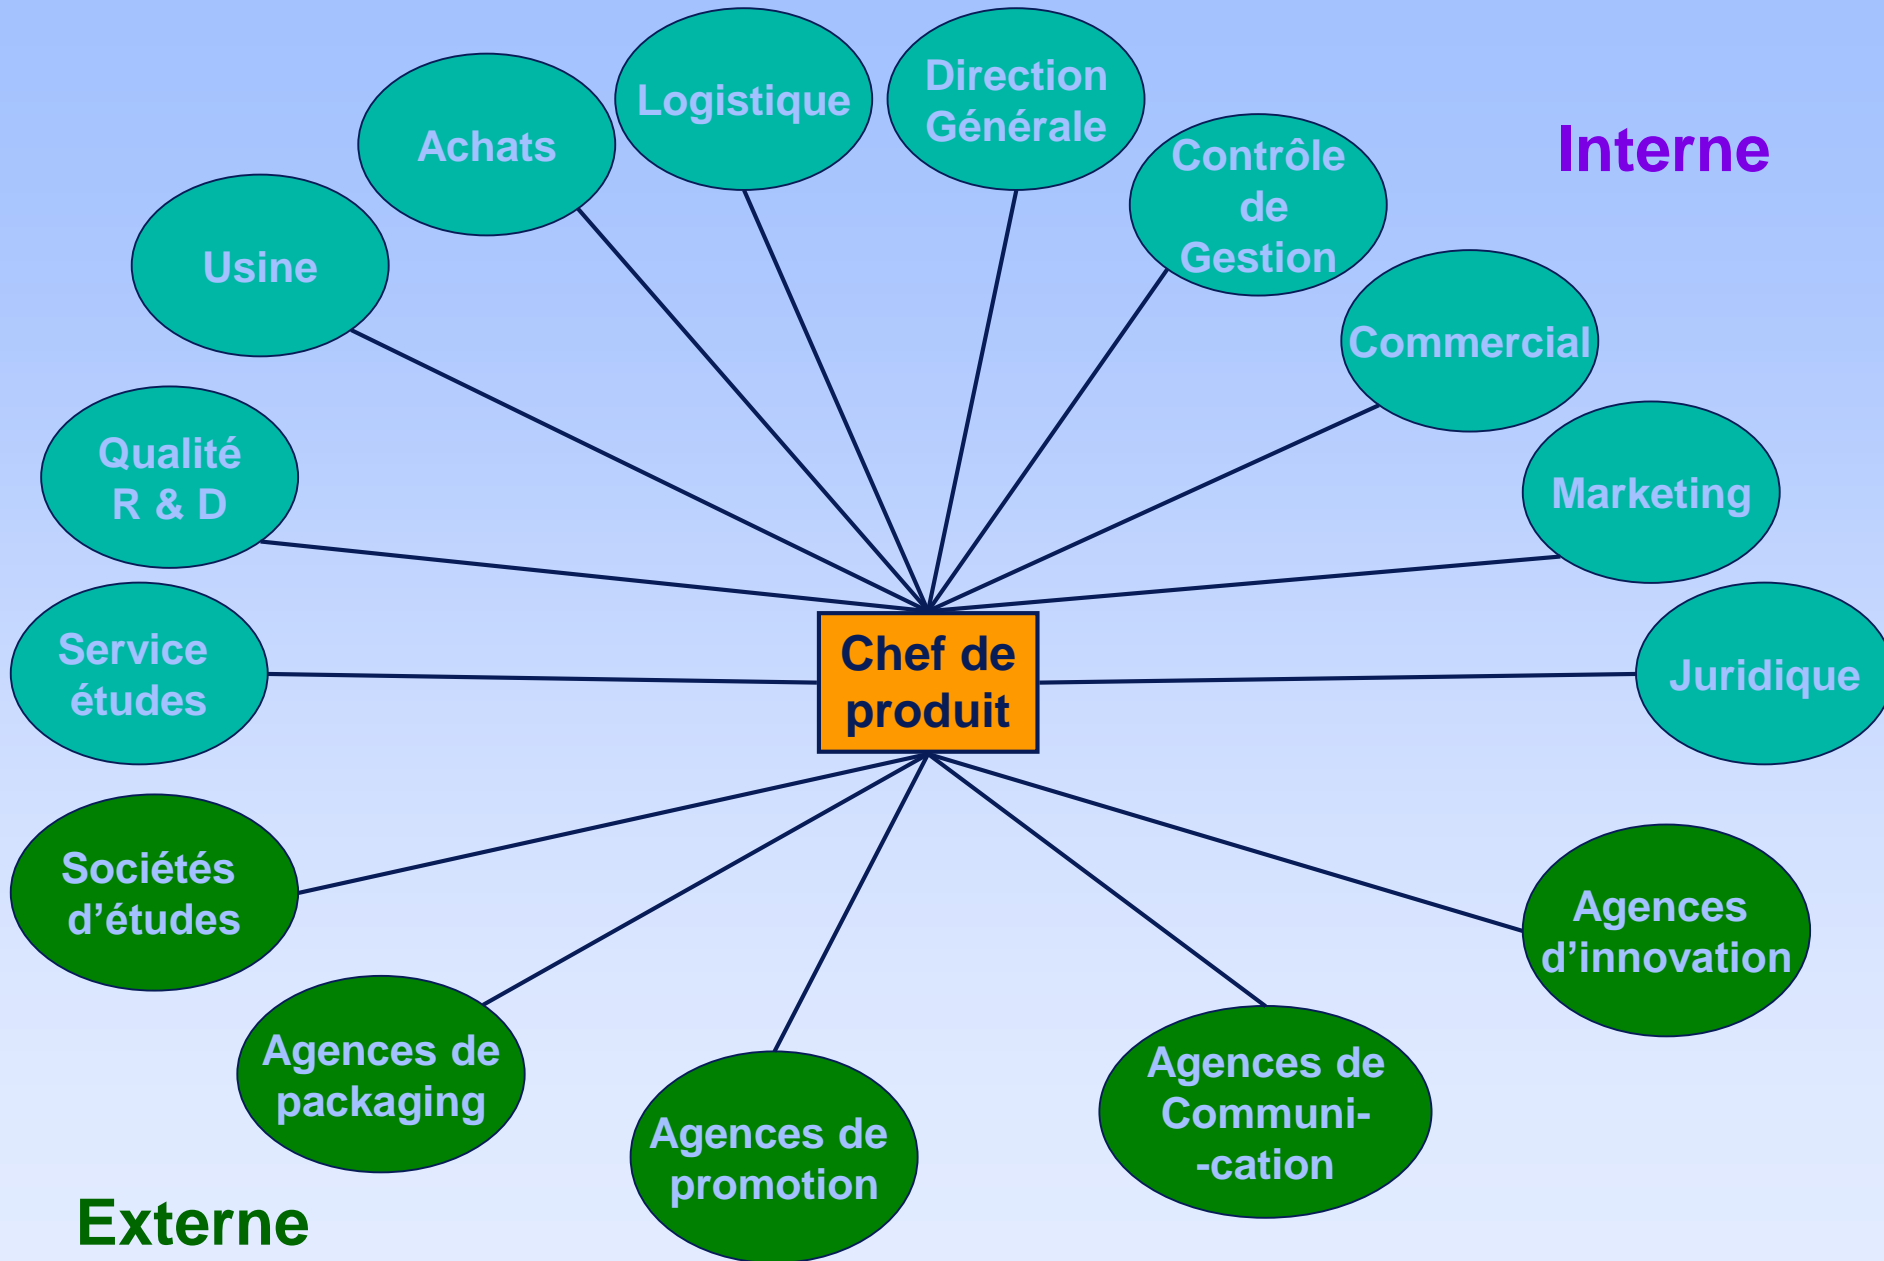 Logistique
Direction
Générale
Achats
Contrôle
de
Gestion
Interne
Usine
Commercial
Qualité
R & D
Marketing
Service
études
Chef de
produit
Juridique
Sociétés
d’études
Agences
d’innovation
Agences de
packaging
Agences de
promotion
Agences de
Communi-
-cation
Externe